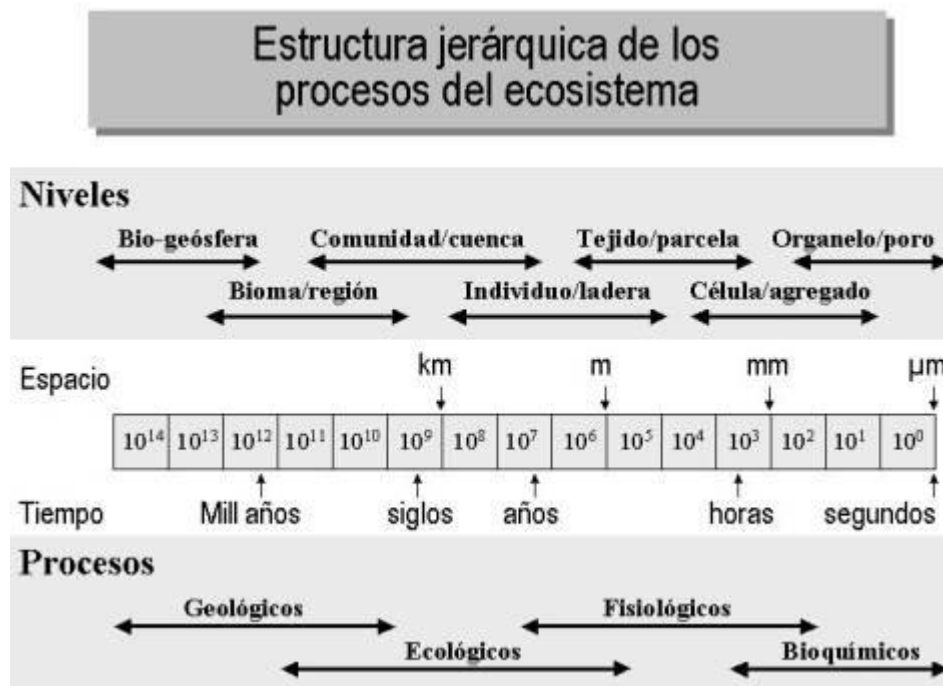 Estructura jerárquica de los
procesos del ecosistema
Niveles
Bio-geósfera Comunidad/cuenca Tejido/parcela Organelo/poro
Bioma/región Individuo/ladera Célula/agregado
Espacio km m mm µm
10¹⁴ 10¹³ 10¹² 10¹¹ 10¹⁰ 10⁹ 10⁸ 10⁷ 10⁶ 10⁵ 10⁴ 10³ 10² 10¹ 10⁰
Tiempo Mill años siglos años horas segundos
Procesos
Geológicos Fisiológicos
Ecológicos Bioquímicos